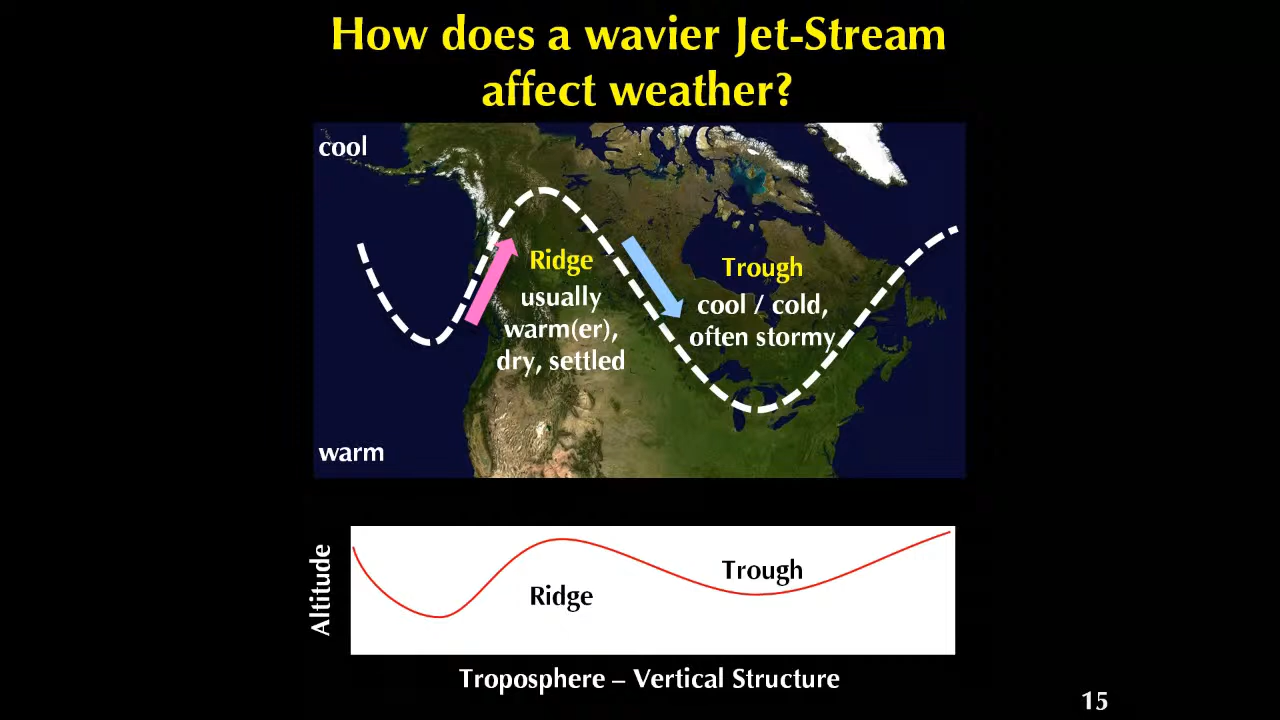 How does a wavier Jet-Stream
affect weather?
cool
Ridge
usually
warm(er),
dry, settled
Trough
cool / cold,
often stormy
warm
Altitude
Ridge
Trough
Troposphere – Vertical Structure
15